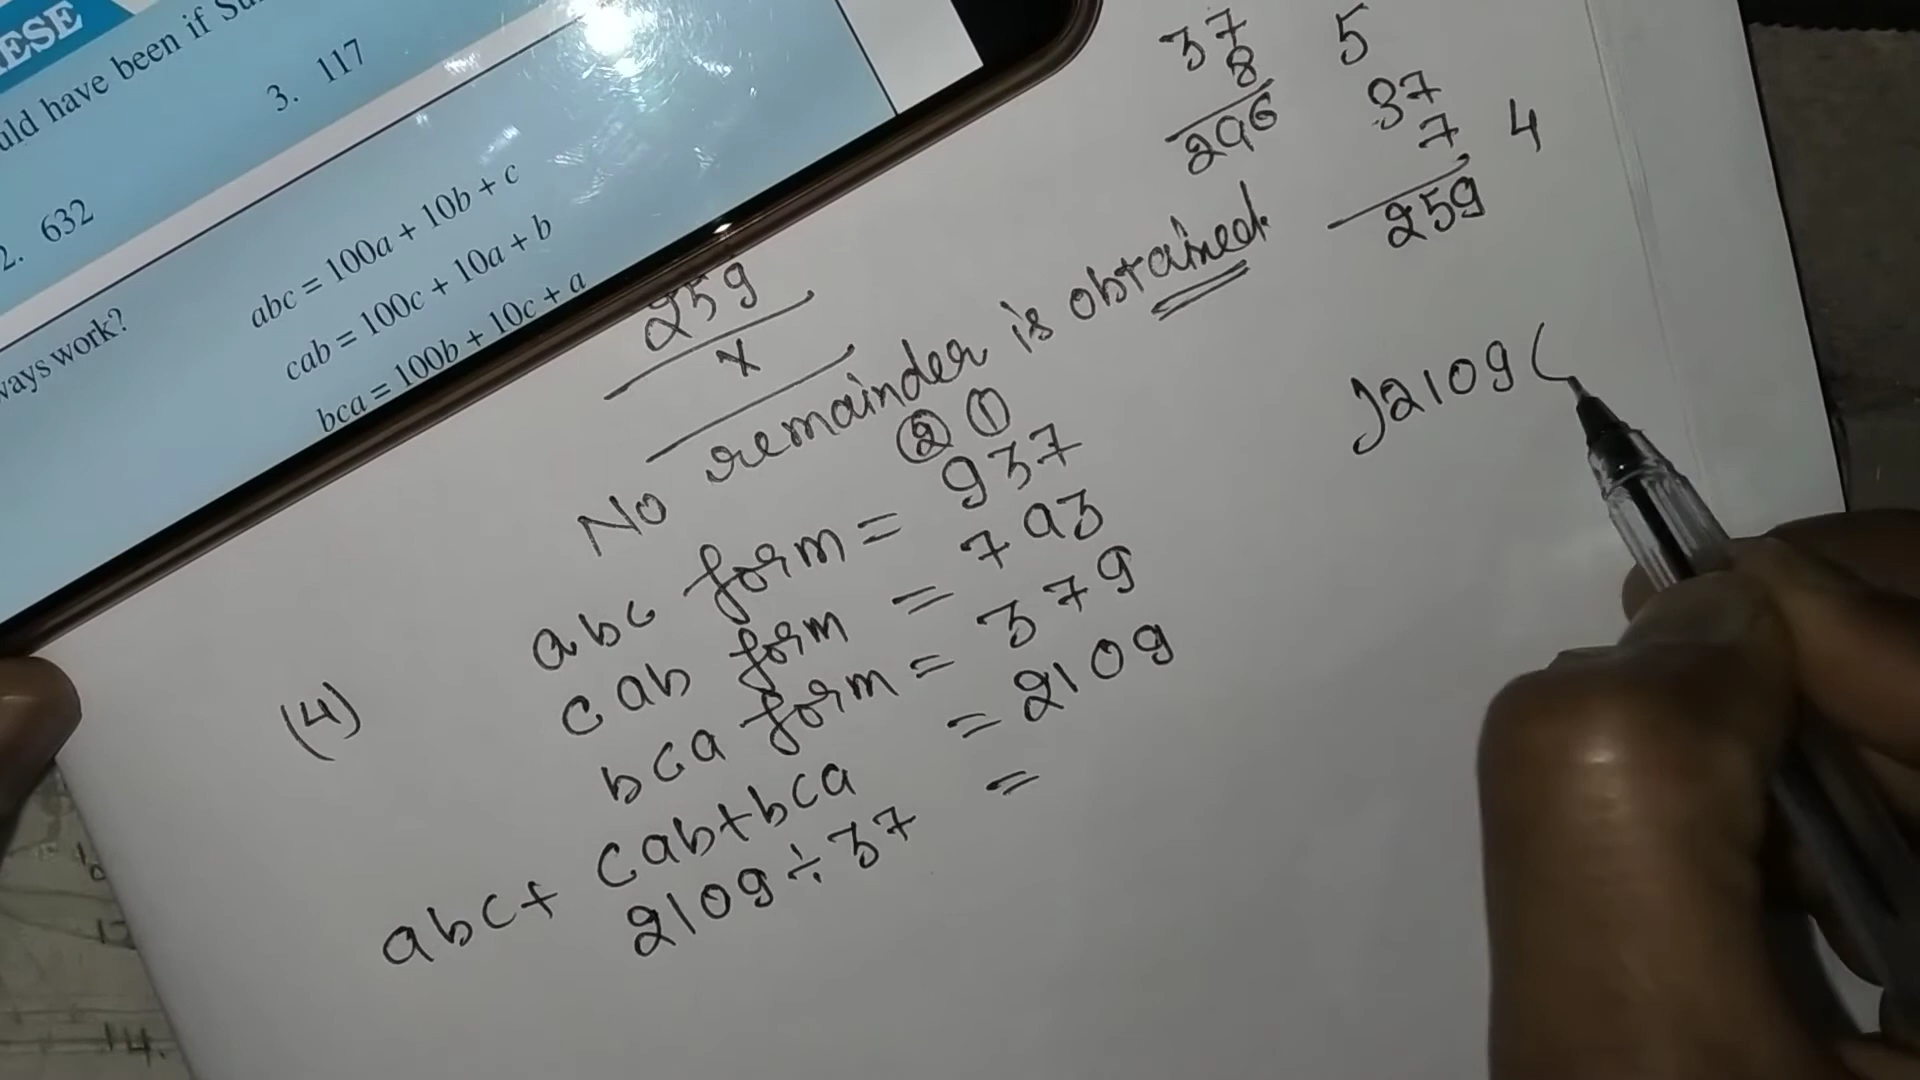 ESE
uld have been if Su
2. 632
3. 117
ways work?
abc = 100a + 10b + c
cab = 100c + 10a + b
bca = 100b + 10c + a
37
8
296
5
37
7
259
4
259
x
No remainder is obtained.
2 1
(4) abc form = 937
cab form = 793
bca form = 379
abc+ cab+bca = 2109
2109÷37 =
)2109(
14.